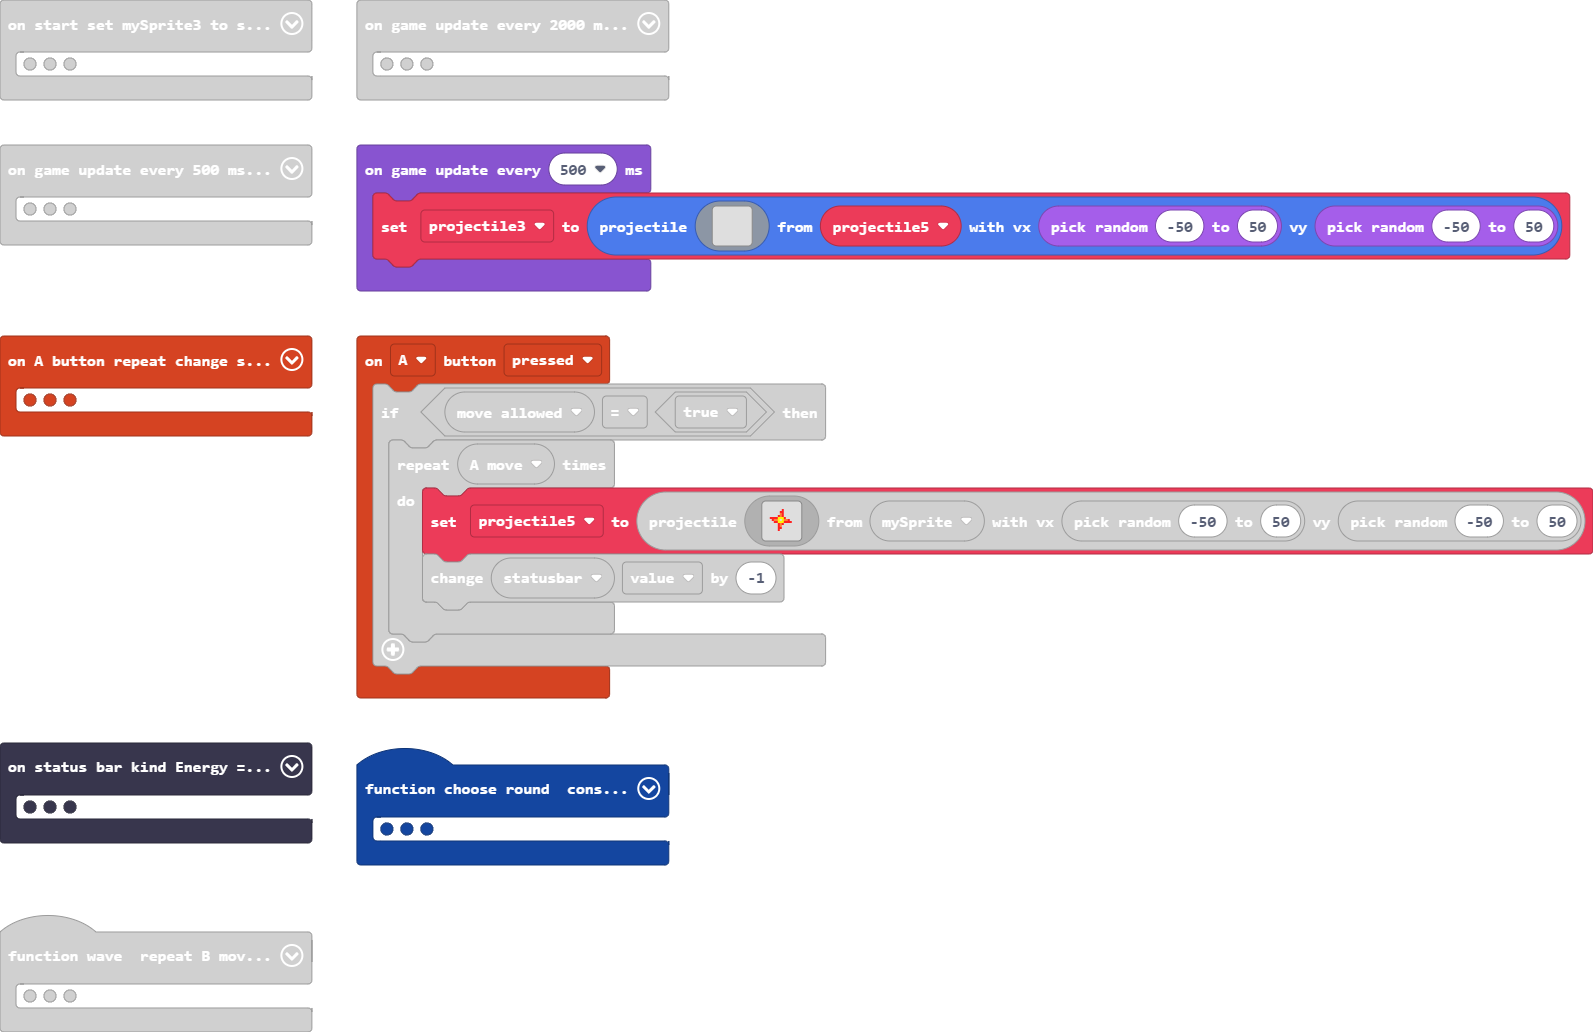 on start set mySprite3 to s...
on game update every 2000 m...
on game update every 500 ms...
on game update every 500 ms
set projectile3 to projectile from projectile5 with vx pick random -50 to 50 vy pick random -50 to 50
on A button repeat change s...
on A button pressed
if move allowed = true then
repeat A move times
do
set projectile5 to projectile from mySprite with vx pick random -50 to 50 vy pick random -50 to 50
change statusbar value by -1
on status bar kind Energy =...
function choose round cons...
function wave repeat B mov...